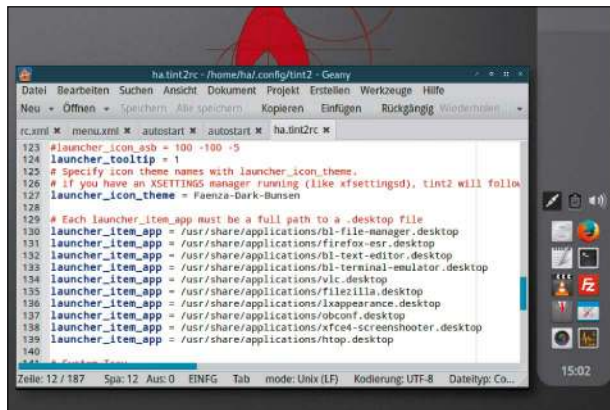 ha.tint2rc - /home/ha/.config/tint2 - Geany
Datei Bearbeiten Suchen Ansicht Dokument Projekt Erstellen Werkzeuge Hilfe
Neu Öffnen Speichern Alle speichern Kopieren Einfügen Rückgängig Wiederholen
rc.xml menu.xml autostart autostart ha.tint2rc
123 #launcher_icon_asb = 100 -100 -5
124 launcher_tooltip = 1
125 # Specify icon theme names with launcher_icon_theme.
126 # if you have an XSETTINGS manager running (like xfsettingsd), tint2 will follow
127 launcher_icon_theme = Faenza-Dark-Bunsen
128
129 # Each launcher_item_app must be a full path to a .desktop file
130 launcher_item_app = /usr/share/applications/bl-file-manager.desktop
131 launcher_item_app = /usr/share/applications/firefox-esr.desktop
132 launcher_item_app = /usr/share/applications/bl-text-editor.desktop
133 launcher_item_app = /usr/share/applications/bl-terminal-emulator.desktop
134 launcher_item_app = /usr/share/applications/vlc.desktop
135 launcher_item_app = /usr/share/applications/filezilla.desktop
136 launcher_item_app = /usr/share/applications/lxappearance.desktop
137 launcher_item_app = /usr/share/applications/obconf.desktop
138 launcher_item_app = /usr/share/applications/xfce4-screenshooter.desktop
139 launcher_item_app = /usr/share/applications/htop.desktop
140
141 # System Tray
Zeile: 12 / 187 Spa: 12 Aus: 0 EINFG Tab mode: Unix (LF) Kodierung: UTF-8 Dateityp: Co...
15:02